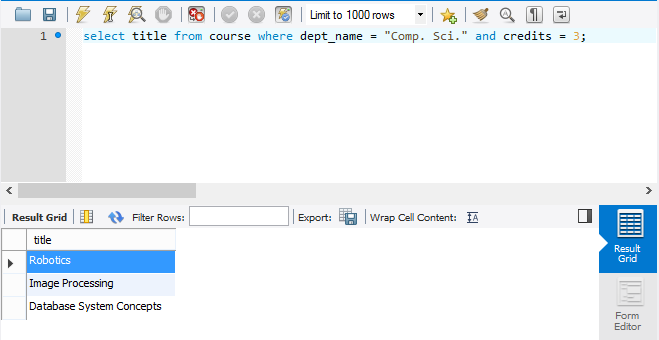 Limit to 1000 rows
1 select title from course where dept_name = "Comp. Sci." and credits = 3;
Result Grid Filter Rows: Export: Wrap Cell Content: IA
title
Robotics
Image Processing
Database System Concepts
Result
Grid
Form
Editor